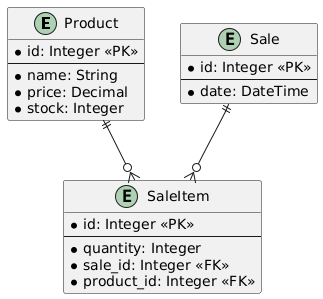 E Product
* id: Integer «PK»
* name: String
* price: Decimal
* stock: Integer
E Sale
* id: Integer «PK»
* date: DateTime
E SaleItem
* id: Integer «PK»
* quantity: Integer
* sale_id: Integer «FK»
* product_id: Integer «FK»